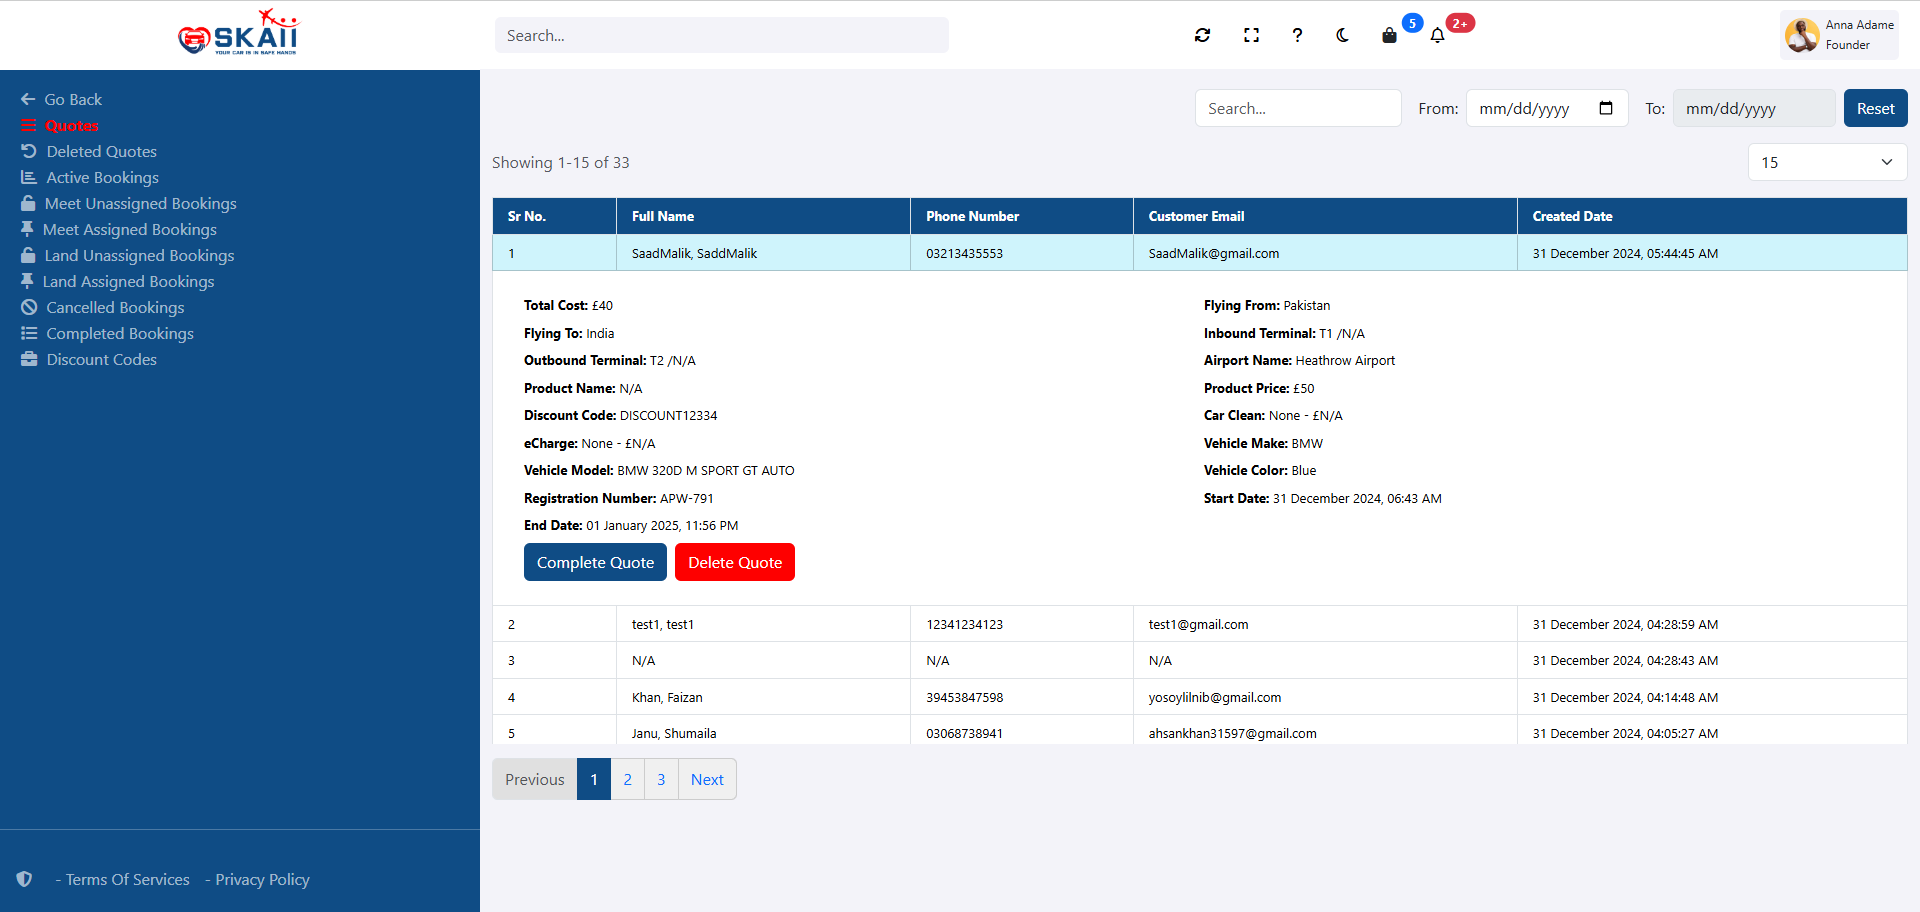 SKAII
YOUR CAR IS IN SAFE HANDS
Search...
?
5
2+
Anna Adame
Founder
Go Back
Quotes
Deleted Quotes
Active Bookings
Meet Unassigned Bookings
Meet Assigned Bookings
Land Unassigned Bookings
Land Assigned Bookings
Cancelled Bookings
Completed Bookings
Discount Codes
- Terms Of Services - Privacy Policy
Search... From: mm/dd/yyyy To: mm/dd/yyyy Reset
Showing 1-15 of 33 15
Sr No. Full Name Phone Number Customer Email Created Date
1 SaadMalik, SaddMalik 03213435553 SaadMalik@gmail.com 31 December 2024, 05:44:45 AM
Total Cost: £40 Flying From: Pakistan
Flying To: India Inbound Terminal: T1 /N/A
Outbound Terminal: T2 /N/A Airport Name: Heathrow Airport
Product Name: N/A Product Price: £50
Discount Code: DISCOUNT12334 Car Clean: None - £N/A
eCharge: None - £N/A Vehicle Make: BMW
Vehicle Model: BMW 320D M SPORT GT AUTO Vehicle Color: Blue
Registration Number: APW-791 Start Date: 31 December 2024, 06:43 AM
End Date: 01 January 2025, 11:56 PM
Complete Quote Delete Quote
2 test1, test1 12341234123 test1@gmail.com 31 December 2024, 04:28:59 AM
3 N/A N/A N/A 31 December 2024, 04:28:43 AM
4 Khan, Faizan 39453847598 yosoylilnib@gmail.com 31 December 2024, 04:14:48 AM
5 Janu, Shumaila 03068738941 ahsankhan31597@gmail.com 31 December 2024, 04:05:27 AM
Previous 1 2 3 Next